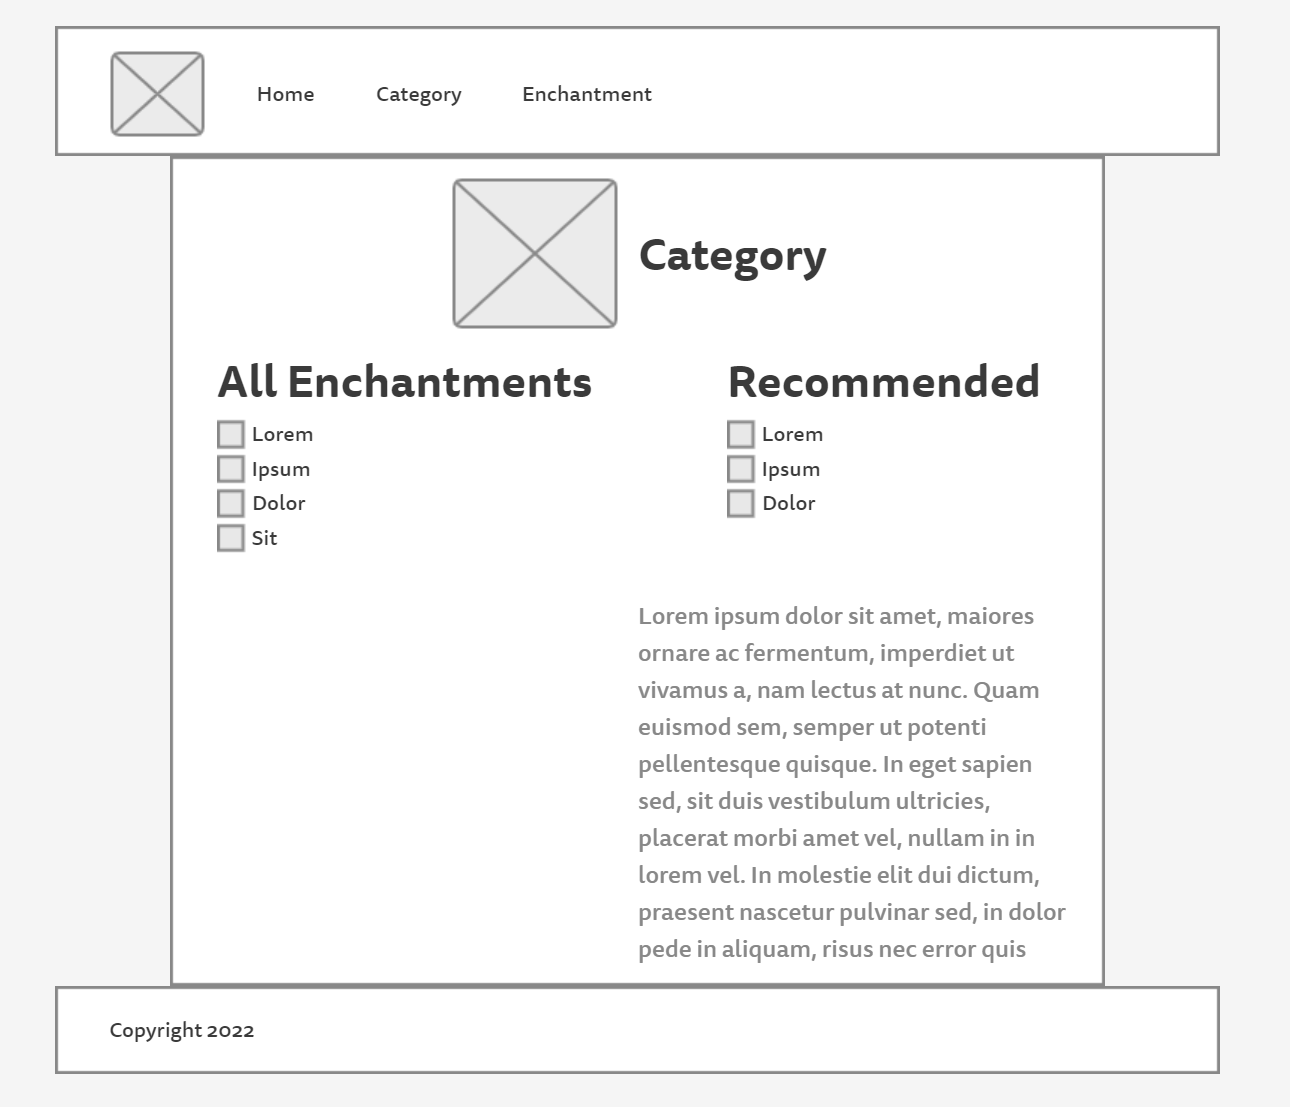 Home
Category
Enchantment
Category
All Enchantments
Lorem
Ipsum
Dolor
Sit
Recommended
Lorem
Ipsum
Dolor
Lorem ipsum dolor sit amet, maiores
ornare ac fermentum, imperdiet ut
vivamus a, nam lectus at nunc. Quam
euismod sem, semper ut potenti
pellentesque quisque. In eget sapien
sed, sit duis vestibulum ultricies,
placerat morbi amet vel, nullam in in
lorem vel. In molestie elit dui dictum,
praesent nascetur pulvinar sed, in dolor
pede in aliquam, risus nec error quis
Copyright 2022